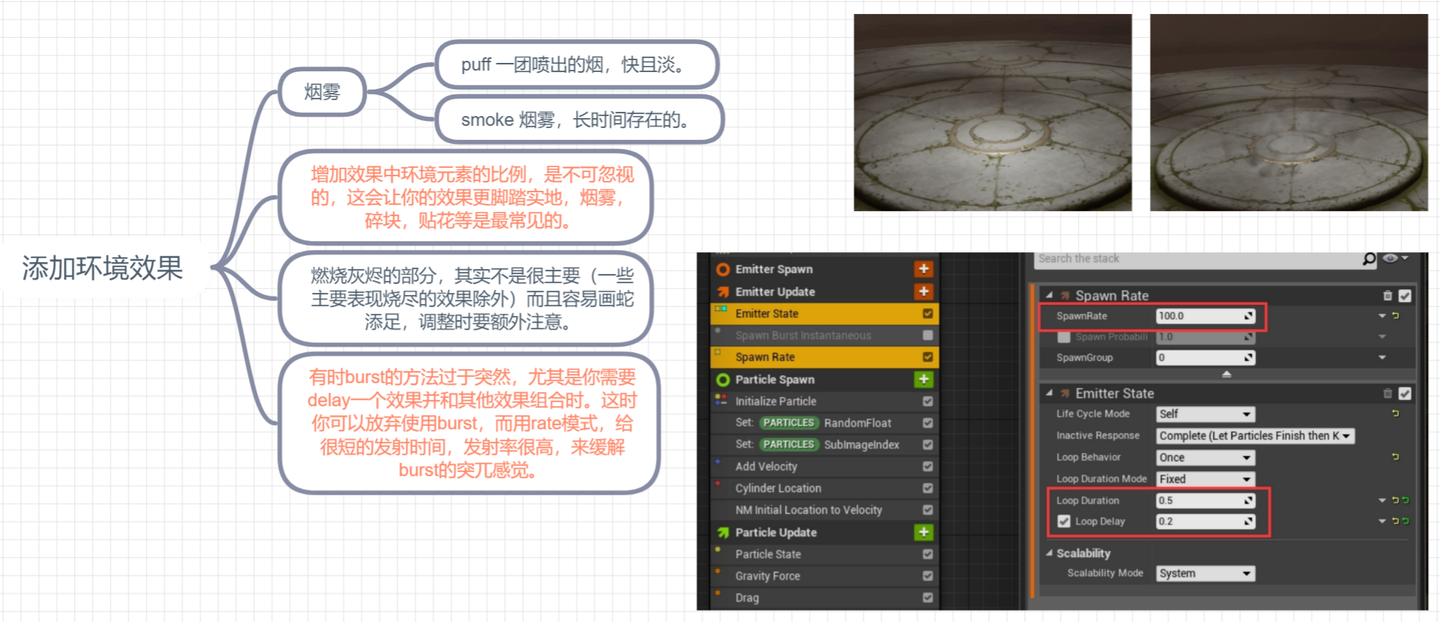 添加环境效果
烟雾
puff 一团喷出的烟，快且淡。
smoke 烟雾，长时间存在的。
增加效果中环境元素的比例，是不可忽视
的，这会让你的效果更脚踏实地，烟雾，
碎块，贴花等是最常见的。
燃烧灰烬的部分，其实不是很主要（一些
主要表现烧尽的效果除外）而且容易画蛇
添足，调整时要额外注意。
有时burst的方法过于突然，尤其是你需要
delay一个效果并和其他效果组合时。这时
你可以放弃使用burst，而用rate模式，给
很短的发射时间，发射率很高，来缓解
burst的突兀感觉。
Emitter Spawn
Emitter Update
Emitter State
Spawn Burst Instantaneous
Spawn Rate
Particle Spawn
Initialize Particle
Set: PARTICLES RandomFloat
Set: PARTICLES SubImageIndex
Add Velocity
Cylinder Location
NM Initial Location to Velocity
Particle Update
Particle State
Gravity Force
Drag
Search the stack
Spawn Rate
SpawnRate 100.0
Spawn Probabili 1.0
SpawnGroup 0
Emitter State
Life Cycle Mode Self
Inactive Response Complete (Let Particles Finish then K
Loop Behavior Once
Loop Duration Mode Fixed
Loop Duration 0.5
Loop Delay 0.2
Scalability
Scalability Mode System